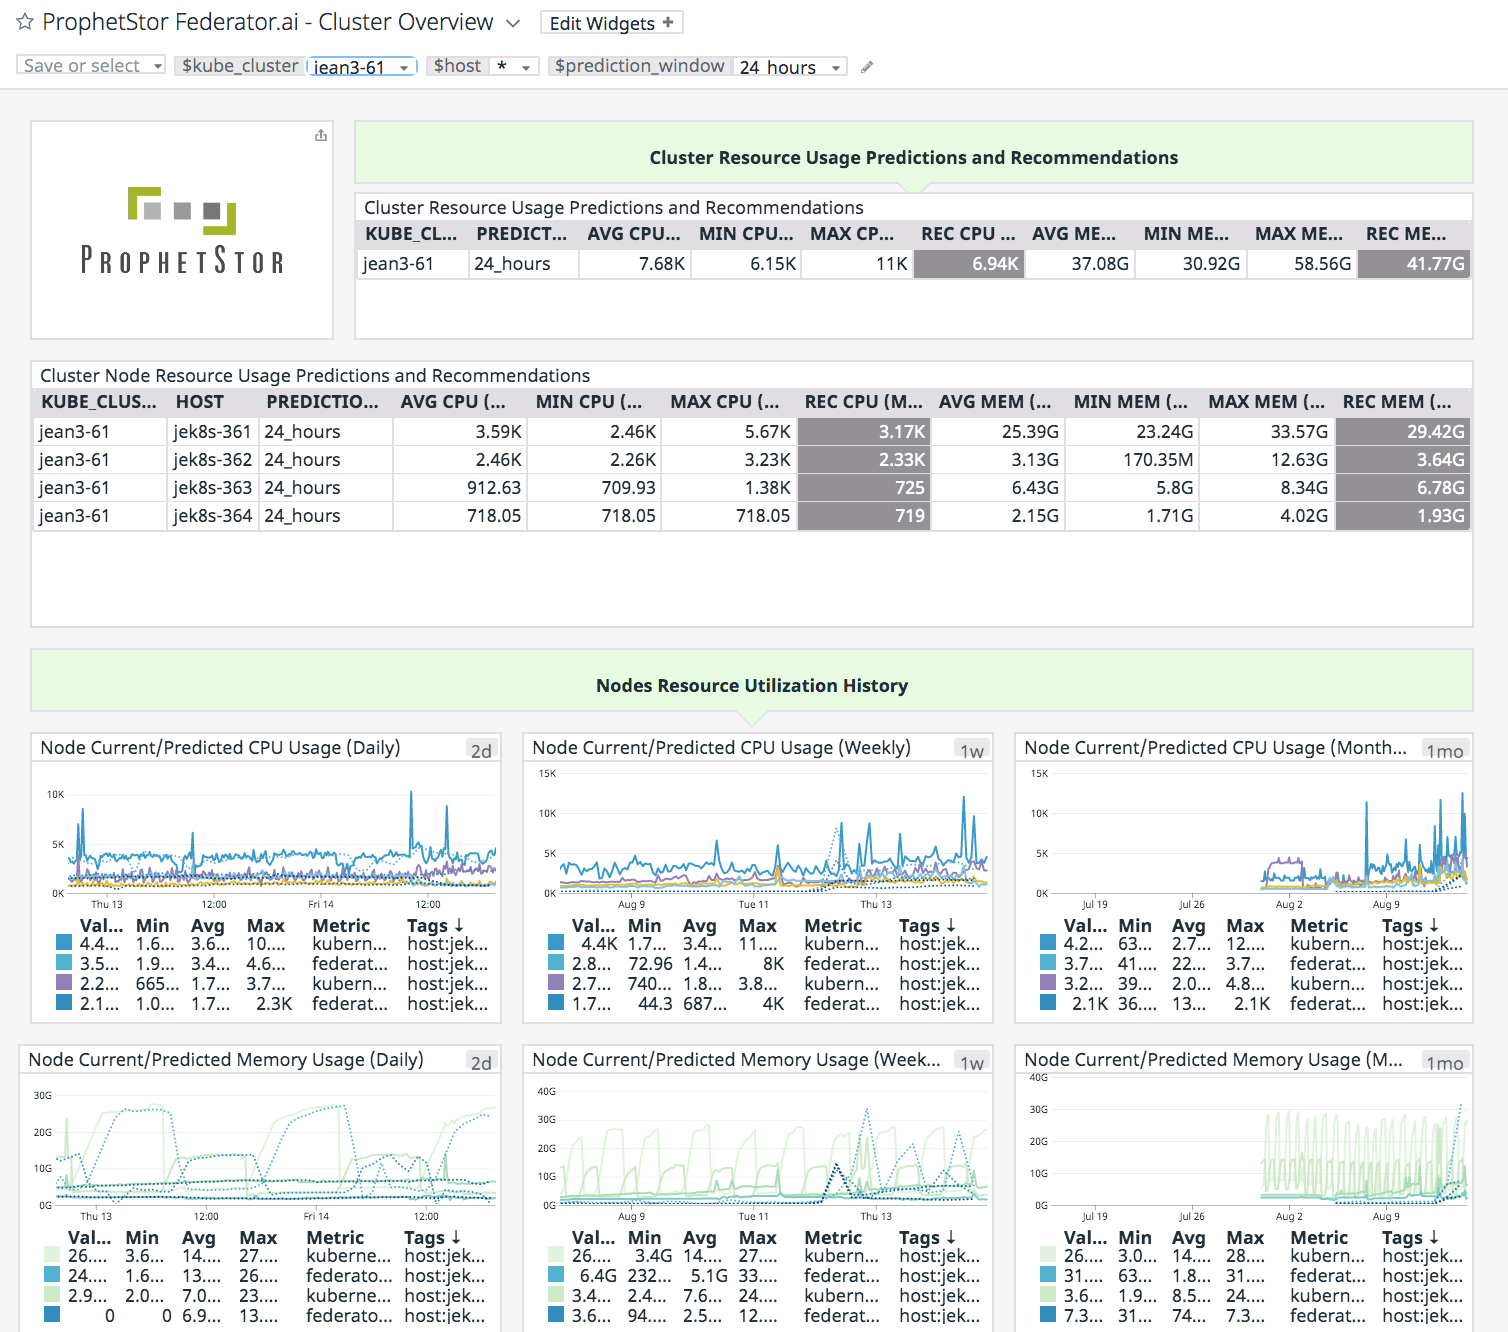 ProphetStor Federator.ai - Cluster Overview Edit Widgets +
Save or select $kube_cluster jean3-61 $host * $prediction_window 24 hours
PROPHETSTOR
Cluster Resource Usage Predictions and Recommendations
Cluster Resource Usage Predictions and Recommendations
KUBE_CL... PREDICT... AVG CPU... MIN CPU... MAX CP... REC CPU ... AVG ME... MIN ME... MAX ME... REC ME...
jean3-61 24_hours 7.68K 6.15K 11K 6.94K 37.08G 30.92G 58.56G 41.77G
Cluster Node Resource Usage Predictions and Recommendations
KUBE_CLUS... HOST PREDICTIO... AVG CPU (... MIN CPU (... MAX CPU (... REC CPU (M... AVG MEM (... MIN MEM (... MAX MEM (... REC MEM (...
jean3-61 jek8s-361 24_hours 3.59K 2.46K 5.67K 3.17K 25.39G 23.24G 33.57G 29.42G
jean3-61 jek8s-362 24_hours 2.46K 2.26K 3.23K 2.33K 3.13G 170.35M 12.63G 3.64G
jean3-61 jek8s-363 24_hours 912.63 709.93 1.38K 725 6.43G 5.8G 8.34G 6.78G
jean3-61 jek8s-364 24_hours 718.05 718.05 718.05 719 2.15G 1.71G 4.02G 1.93G
Nodes Resource Utilization History
Node Current/Predicted CPU Usage (Daily) 2d
10K
5K
0K
Thu 13 12:00 Fri 14 12:00
Val... Min Avg Max Metric Tags ↓
4.4... 1.6... 3.6... 10.... kubern... host:jek...
3.5... 1.9... 3.4... 4.6... federat... host:jek...
2.2... 665... 1.7... 3.7... kubern... host:jek...
2.1... 1.0... 1.7... 2.3K federat... host:jek...
Node Current/Predicted CPU Usage (Weekly) 1w
15K
10K
5K
0K
Aug 9 Tue 11 Thu 13
Val... Min Avg Max Metric Tags ↓
4.4K 1.7... 3.4... 11.... kubern... host:jek...
2.8... 72.96 1.4... 8K federat... host:jek...
2.7... 740... 1.8... 3.8... kubern... host:jek...
1.7... 44.3 687... 4K federat... host:jek...
Node Current/Predicted CPU Usage (Month... 1mo
15K
10K
5K
0K
Jul 19 Jul 26 Aug 2 Aug 9
Val... Min Avg Max Metric Tags ↓
4.2... 63... 2.7... 12.... kubern... host:jek...
3.7... 41.... 22... 3.7... federat... host:jek...
3.2... 39... 2.0... 4.8... kubern... host:jek...
2.1K 36.... 13... 2.1K federat... host:jek...
Node Current/Predicted Memory Usage (Daily) 2d
30G
20G
10G
0G
Thu 13 12:00 Fri 14 12:00
Val... Min Avg Max Metric Tags ↓
26.... 3.6... 14.... 27.... kuberne... host:jek...
24.... 1.6... 13.... 26.... federato... host:jek...
2.9... 2.0... 7.0... 23.... kuberne... host:jek...
0 0 6.9... 13.... federato... host:jek...
Node Current/Predicted Memory Usage (Week... 1w
40G
30G
20G
10G
0G
Aug 9 Tue 11 Thu 13
Val... Min Avg Max Metric Tags ↓
26.... 3.4G 14.... 27.... kubern... host:jek...
6.4G 232... 5.1G 33.... federat... host:jek...
3.4... 2.4... 7.6... 24.... kubern... host:jek...
3.6... 94.... 2.5... 12.... federat... host:jek...
Node Current/Predicted Memory Usage (M... 1mo
40G
30G
20G
10G
0G
Jul 19 Jul 26 Aug 2 Aug 9
Val... Min Avg Max Metric Tags ↓
26.... 3.0... 14.... 28.... kubern... host:jek...
31.... 63... 1.8... 31.... federat... host:jek...
3.6... 1.9... 8.5... 24.... kubern... host:jek...
7.3... 31... 74... 7.3... federat... host:jek...